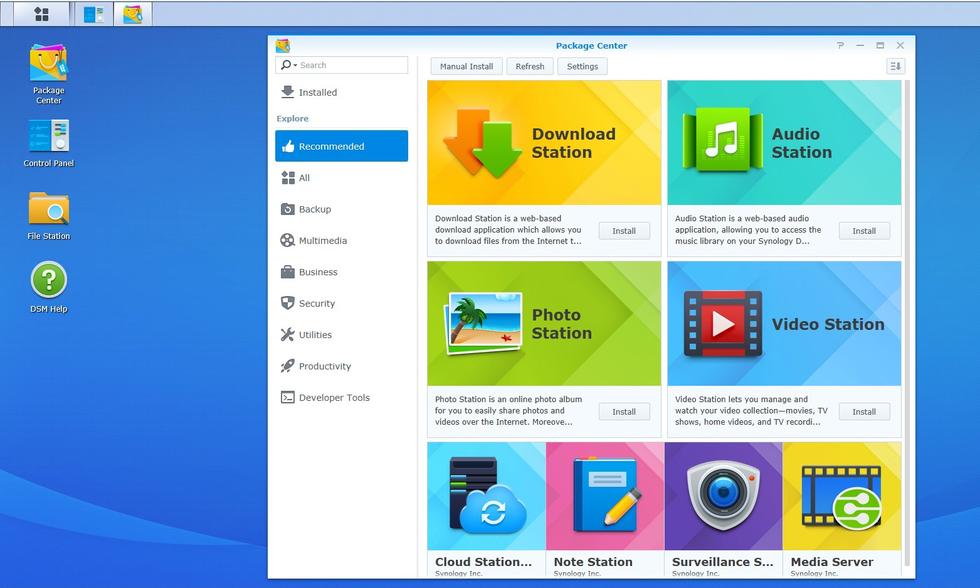 Package Center
Package
Center
Control Panel
File Station
DSM Help
Search
Installed
Explore
Recommended
All
Backup
Multimedia
Business
Security
Utilities
Productivity
Developer Tools
Manual Install
Refresh
Settings
Download
Station
Download Station is a web-based
download application which allows you
to download files from the Internet t...
Install
Audio
Station
Audio Station is a web-based audio
application, allowing you to access the
music library on your Synology D...
Install
Photo
Station
Photo Station is an online photo album
for you to easily share photos and
videos over the Internet. Moreove...
Install
Video Station
Video Station lets you manage and
watch your video collection—movies, TV
shows, home videos, and TV recordi...
Install
Cloud Station...
Synology Inc.
Note Station
Synology Inc.
Surveillance S...
Synology Inc.
Media Server
Synology Inc.